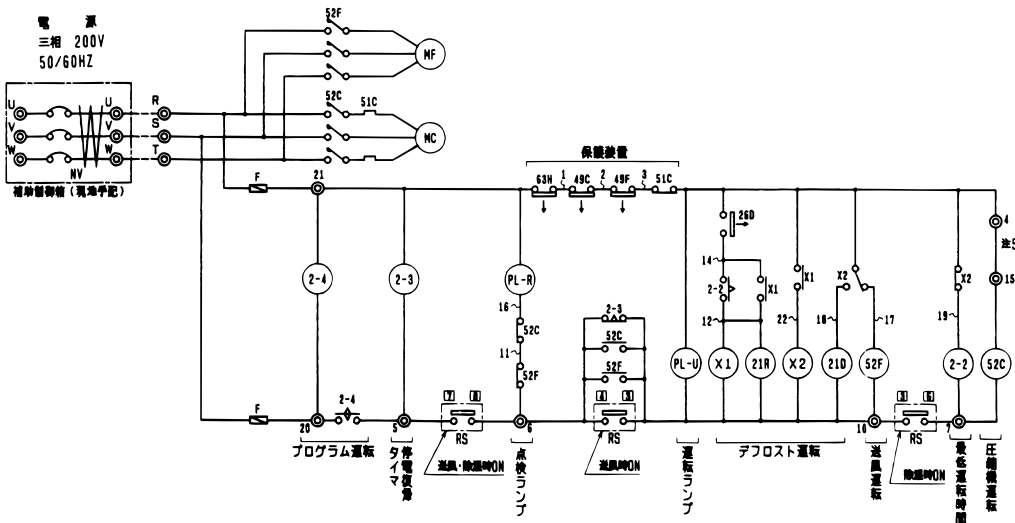 電源
三相 200V
50/60HZ
U
V
W
U
V
W
NV
補助制御箱(現地手配)
R
S
T
52F
MF
52C
51C
MC
F
21
保護装置
63H
1
49C
2
49F
3
51C
26D
14
2-2
X1
12
X1
22
X2
18
17
X2
19
4
15
2-4
2-3
PL-R
16
52C
11
52F
2-3
52C
52F
PL-U
X1
21R
X2
21D
52F
2-2
52C
F
20
2-4
5
7
8
RS
6
4
3
RS
10
RS
7
プログラム運転
停電復帰タイマ
送風・除湿時ON
点検ランプ
送風時ON
運転ランプ
デフロスト運転
送風運転
除湿時ON
最低運転時間
圧縮機運転